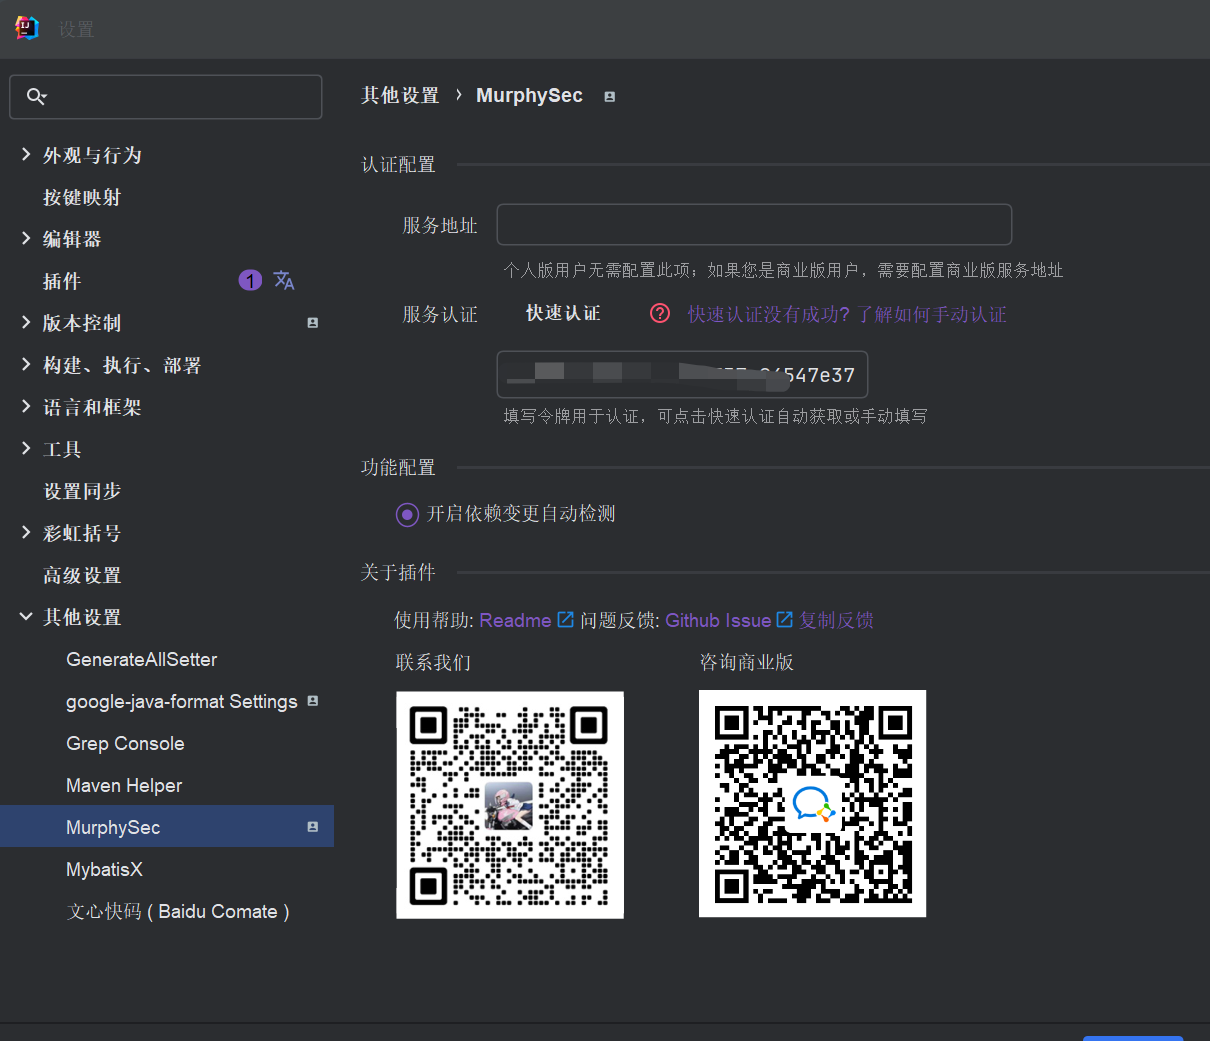 设置
其他设置 › MurphySec
外观与行为
按键映射
编辑器
插件 1
版本控制
构建、执行、部署
语言和框架
工具
设置同步
彩虹括号
高级设置
其他设置
GenerateAllSetter
google-java-format Settings
Grep Console
Maven Helper
MurphySec
MybatisX
文心快码 ( Baidu Comate )
认证配置
服务地址
个人版用户无需配置此项；如果您是商业版用户，需要配置商业版服务地址
服务认证 快速认证 快速认证没有成功? 了解如何手动认证
547e37
填写令牌用于认证，可点击快速认证自动获取或手动填写
功能配置
开启依赖变更自动检测
关于插件
使用帮助: Readme 问题反馈: Github Issue 复制反馈
联系我们 咨询商业版